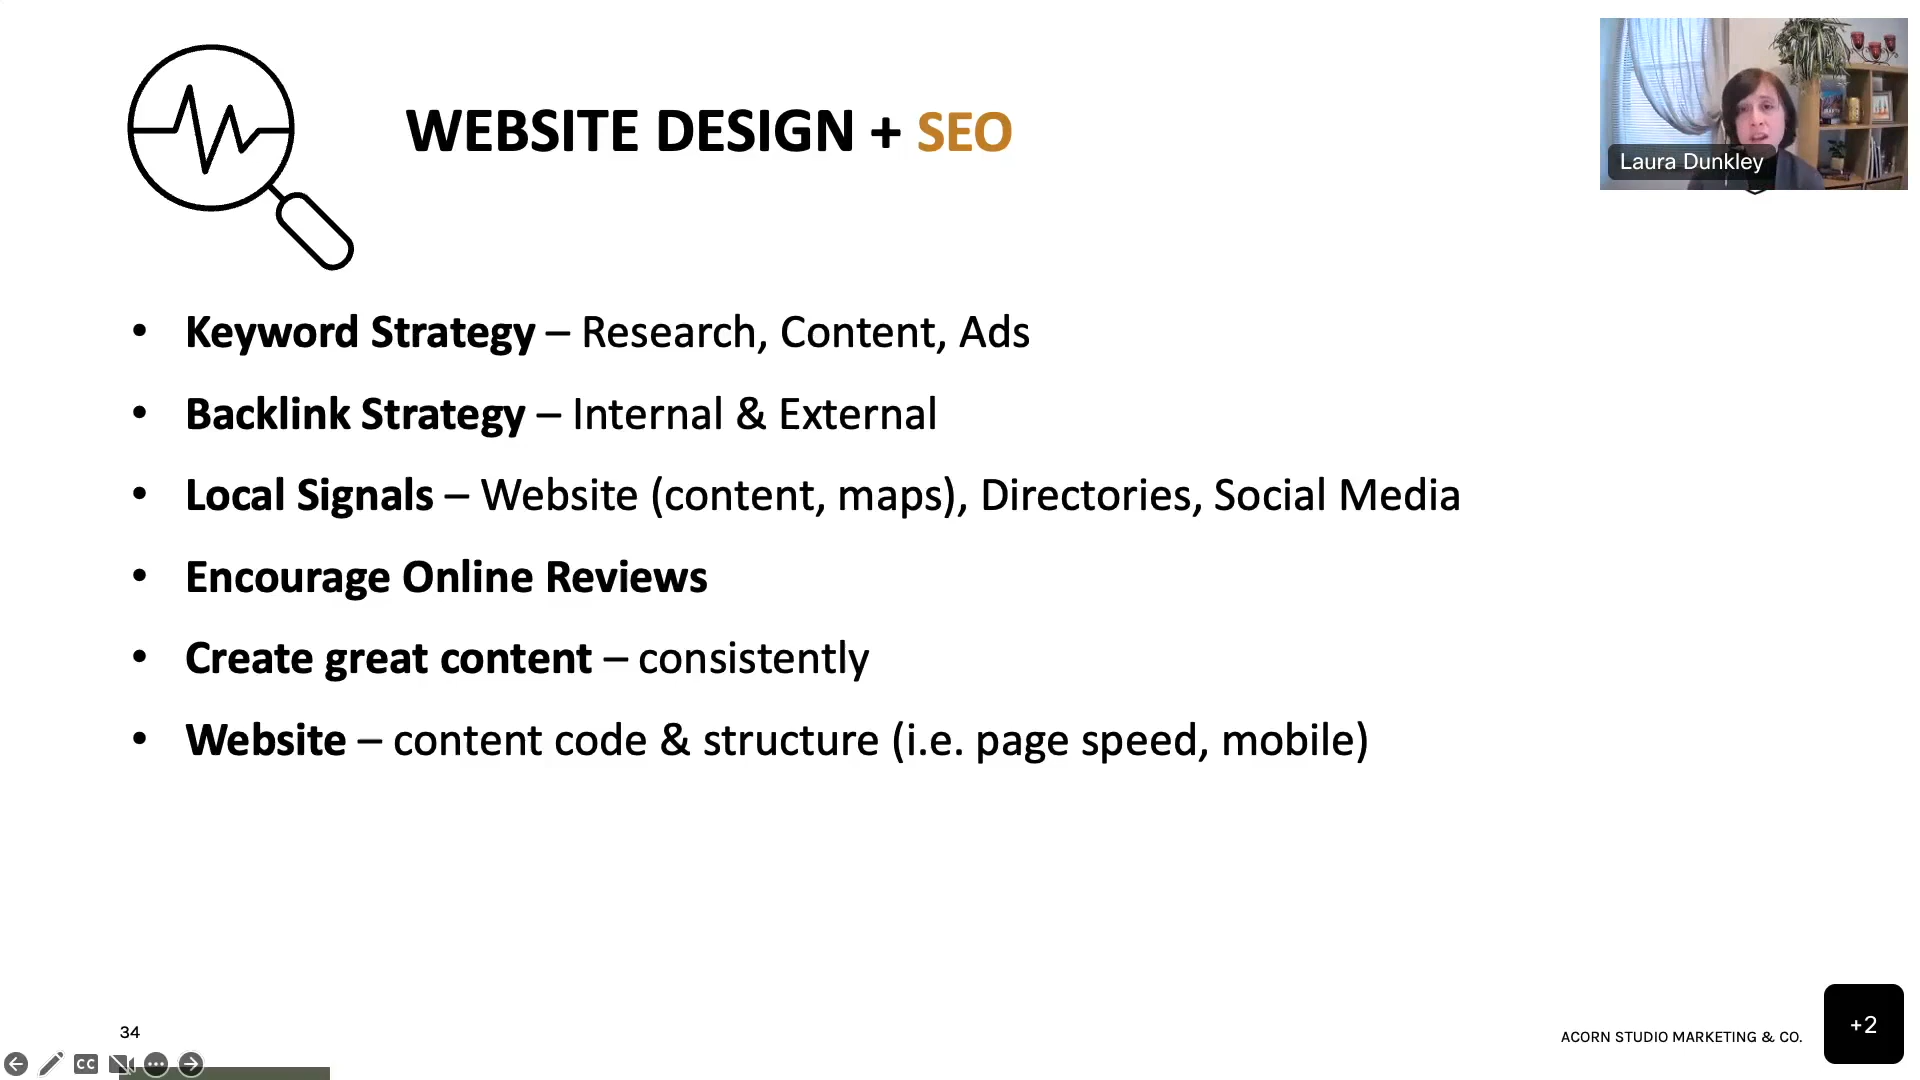 WEBSITE DESIGN + SEO
Laura Dunkley
• Keyword Strategy – Research, Content, Ads
• Backlink Strategy – Internal & External
• Local Signals – Website (content, maps), Directories, Social Media
• Encourage Online Reviews
• Create great content – consistently
• Website – content code & structure (i.e. page speed, mobile)
34
ACORN STUDIO MARKETING & CO.
+2
CC